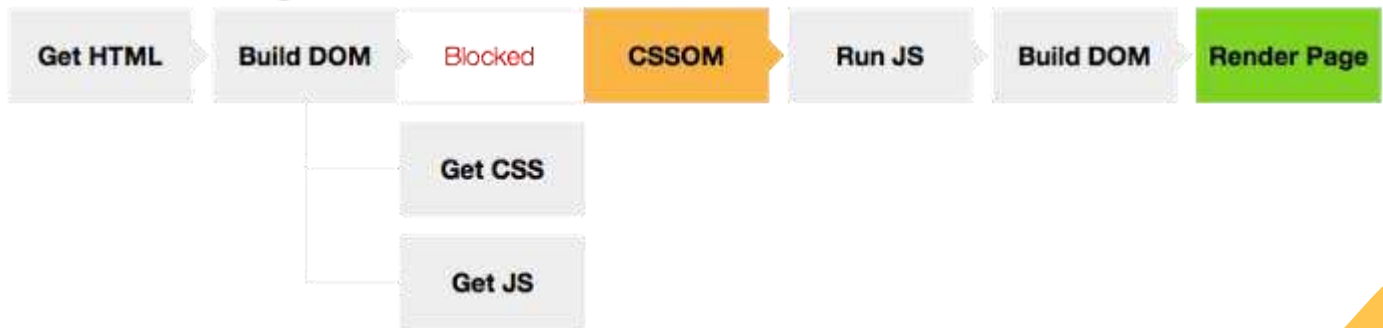 Get HTML
Build DOM
Blocked
CSSOM
Run JS
Build DOM
Render Page
Get CSS
Get JS